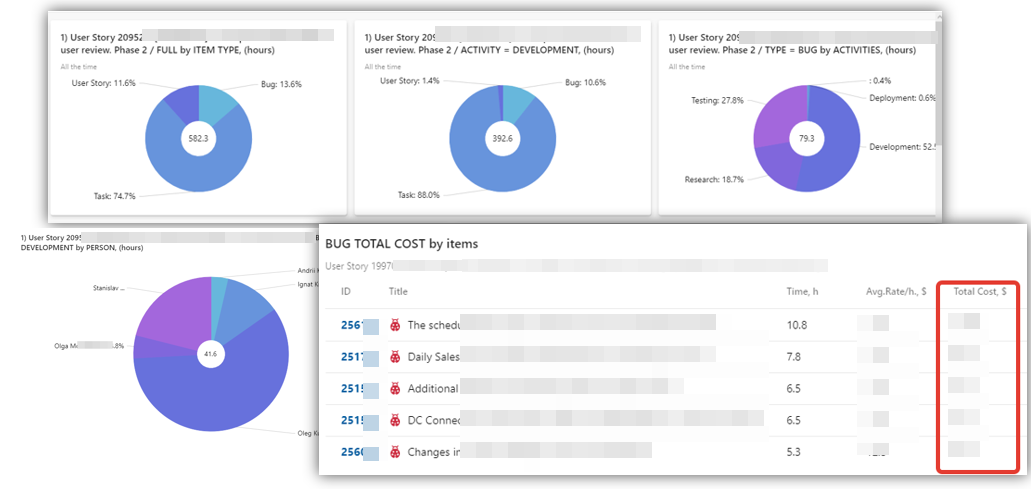 1) User Story 2095
user review. Phase 2 / FULL by ITEM TYPE, (hours)
All the time
User Story: 11.6%
Bug: 13.6%
582.3
Task: 74.7%
1) User Story 2095
user review. Phase 2 / ACTIVITY = DEVELOPMENT, (hours)
All the time
User Story: 1.4%
Bug: 10.6%
392.6
Task: 88.0%
1) User Story 209
user review. Phase 2 / TYPE = BUG by ACTIVITIES, (hours)
All the time
: 0.4%
Testing: 27.8%
Deployment: 0.6%
79.3
Development: 52.
Research: 18.7%
1) User Story 209
DEVELOPMENT by PERSON, (hours)
Andrii
Stanislav ...
Ignat K
Olga M
.8%
41.6
Oleg K
BUG TOTAL COST by items
User Story 1997
ID Title Time, h Avg.Rate/h., $ Total Cost, $
256 The schedu 10.8
2517 Daily Sales 7.8
251 Additional 6.5
251 DC Connec 6.5
256 Changes in 5.3